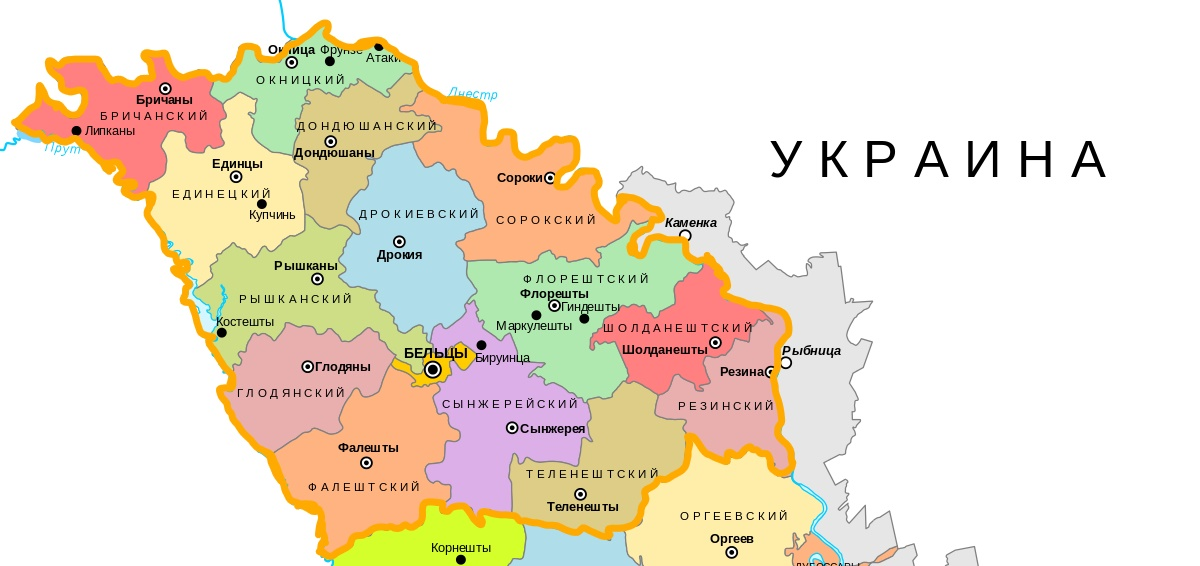 Окница
Фрунзе
Атаки
ОКНИЦКИЙ
Днестр
Бричаны
БРИЧАНСКИЙ
Липканы
Прут
ДОНДЮШАНСКИЙ
Дондюшаны
УКРАИНА
Единцы
ЕДИНЕЦКИЙ
Купчинь
Сороки
СОРОКСКИЙ
ДРОКИЕВСКИЙ
Дрокия
Каменка
Рышканы
РЫШКАНСКИЙ
Костешты
ФЛОРЕШТСКИЙ
Флорешты
Гиндешты
Маркулешты
ШОЛДАНЕШТСКИЙ
Шолданешты
Рыбница
БЕЛЬЦЫ
Бируинца
Резина
РЕЗИНСКИЙ
Глодяны
ГЛОДЯНСКИЙ
СЫНЖЕРЕЙСКИЙ
Сынжерея
Фалешты
ФАЛЕШТСКИЙ
ТЕЛЕНЕШТСКИЙ
Теленешты
ОРГЕЕВСКИЙ
Оргеев
Корнешты
ДУБОССАРЫ